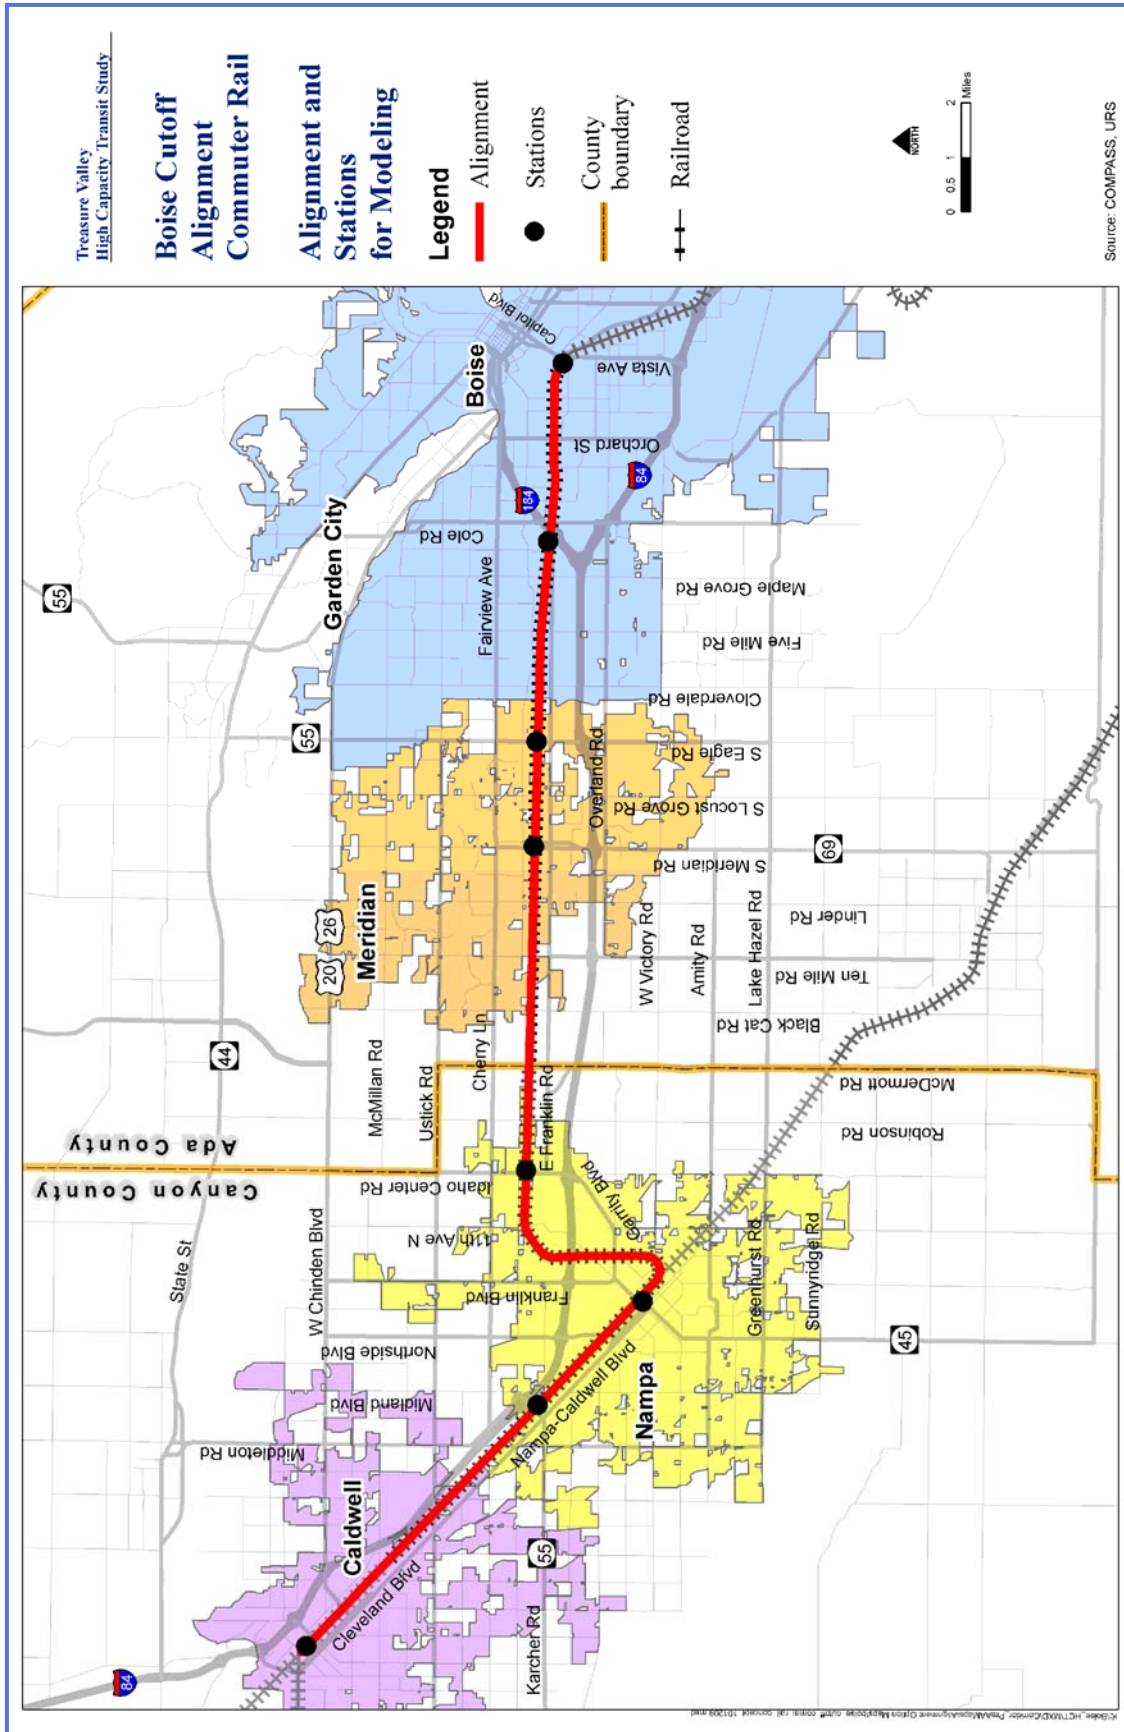 Treasure Valley
High Capacity Transit Study
Boise Cutoff
Alignment
Commuter Rail
Alignment and
Stations
for Modeling
Legend
Alignment
Stations
County
boundary
Railroad
NORTH
0 0.5 1 2
Miles
Source: COMPASS, URS
84
Caldwell
Cleveland Blvd
Karcher Rd
55
Middleton Rd
Midland Blvd
Northside Blvd
Nampa-Caldwell Blvd
Nampa
State St
W Chinden Blvd
Franklin Blvd
11th Ave N
Idaho Center Rd
Garrity Blvd
Greenhurst Rd
Sunnyridge Rd
45
Canyon County
Ada County
44
McMillan Rd
Ustick Rd
Cherry Ln
E Franklin Rd
McDermott Rd
Robinson Rd
Black Cat Rd
Ten Mile Rd
Linder Rd
20
26
Meridian
W Victory Rd
Amity Rd
Lake Hazel Rd
69
S Meridian Rd
S Locust Grove Rd
S Eagle Rd
Overland Rd
55
Cloverdale Rd
Five Mile Rd
Maple Grove Rd
55
Garden City
Fairview Ave
Cole Rd
184
84
Orchard St
Boise
Vista Ave
Capitol Blvd